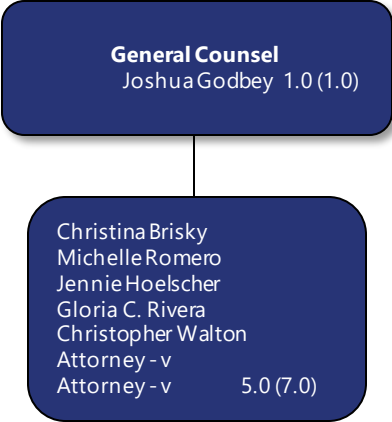 General Counsel
Joshua Godbey 1.0 (1.0)
Christina Brisky
Michelle Romero
Jennie Hoelscher
Gloria C. Rivera
Christopher Walton
Attorney - v
Attorney - v 5.0 (7.0)